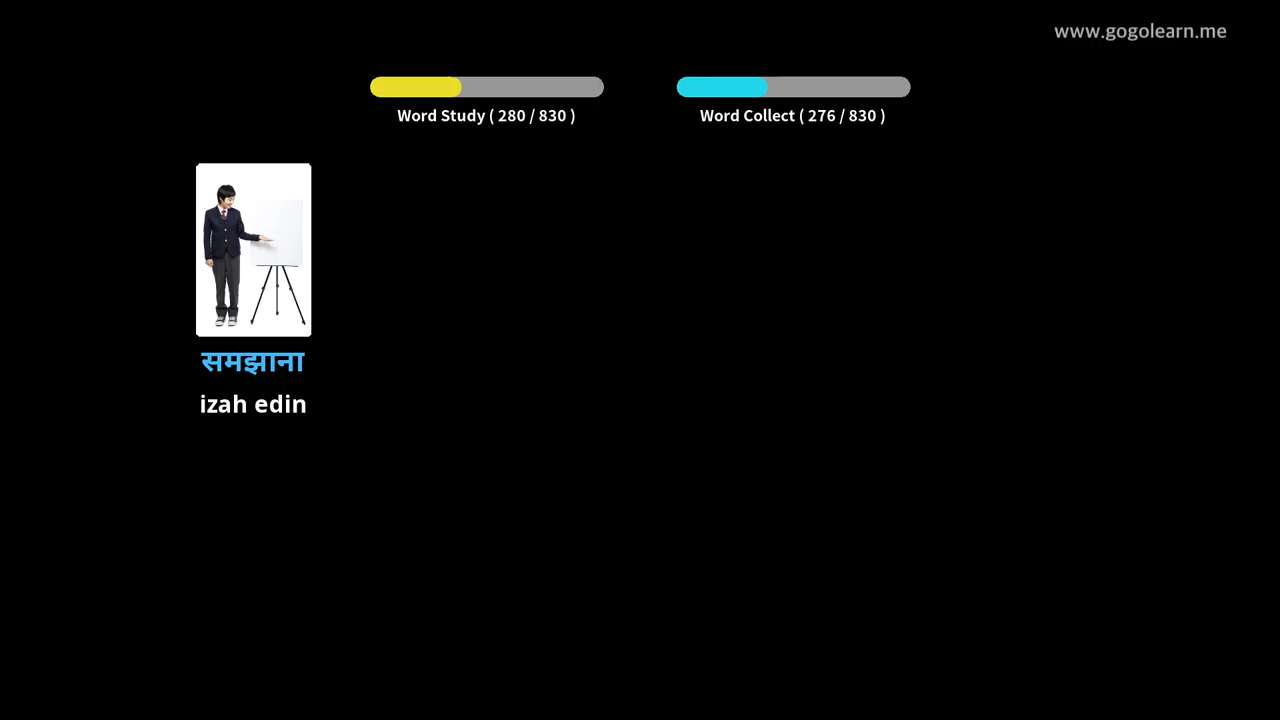 www.gogolearn.me
Word Study ( 280 / 830 )
Word Collect ( 276 / 830 )
समझाना
izah edin